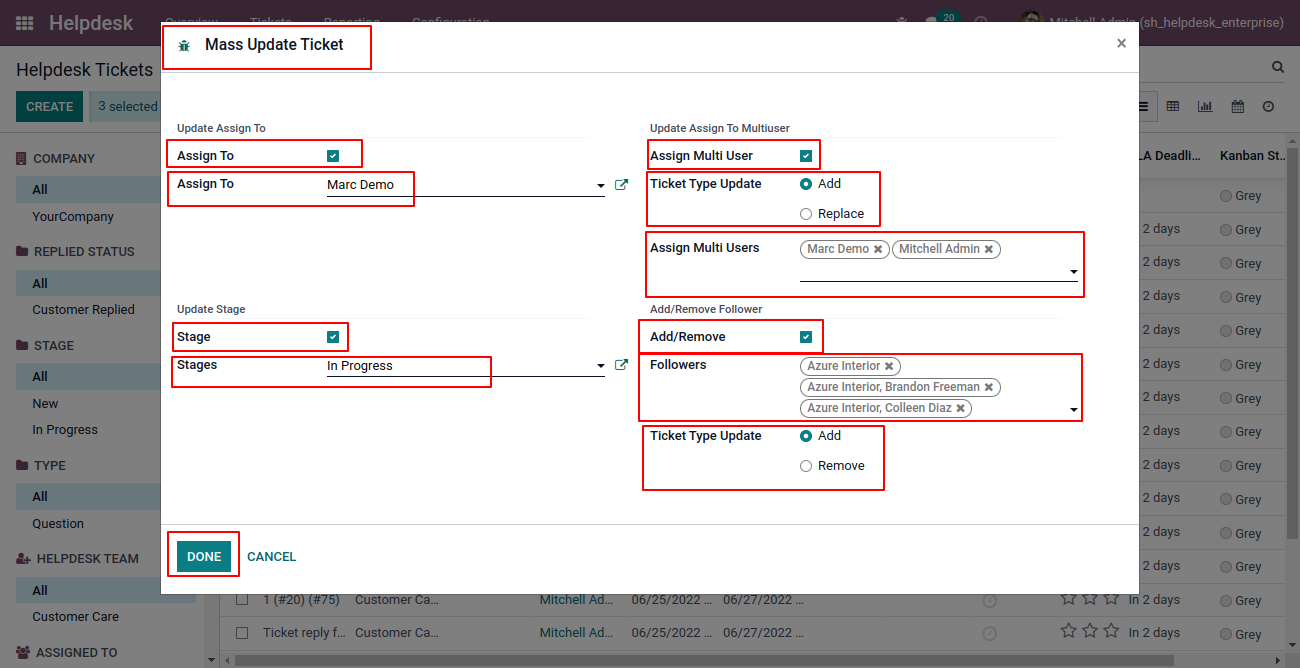 Helpdesk Overview Tickets Reporting Configuration 20 Mitchell Admin (sh_helpdesk_enterprise)
Mass Update Ticket ×
Helpdesk Tickets
CREATE 3 selected
COMPANY
All
YourCompany
REPLIED STATUS
All
Customer Replied
STAGE
All
New
In Progress
TYPE
All
Question
HELPDESK TEAM
All
Customer Care
ASSIGNED TO
Update Assign To
Assign To
Assign To Marc Demo
Update Assign To Multiuser
Assign Multi User
Ticket Type Update Add
Replace
Assign Multi Users Marc Demo ✖ Mitchell Admin ✖
Update Stage
Stage
Stages In Progress
Add/Remove Follower
Add/Remove
Followers Azure Interior ✖
Azure Interior, Brandon Freeman ✖
Azure Interior, Colleen Diaz ✖
Ticket Type Update Add
Remove
DONE CANCEL
LA Deadli... Kanban St...
Grey
2 days Grey
2 days Grey
2 days Grey
2 days Grey
2 days Grey
2 days Grey
2 days Grey
2 days Grey
2 days Grey
2 days Grey
2 days Grey
1 (#20) (#75) Customer Ca... Mitchell Ad... 06/25/2022 ... 06/27/2022 ... In 2 days Grey
Ticket reply f... Customer Ca... Mitchell Ad... 06/25/2022 ... 06/27/2022 ... In 2 days Grey